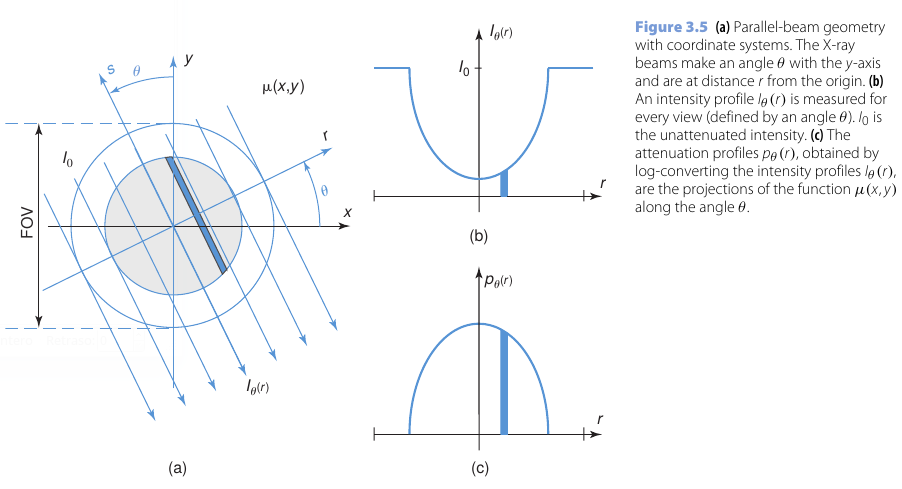 Figure 3.5 (a) Parallel-beam geometry
with coordinate systems. The X-ray
beams make an angle θ with the y-axis
and are at distance r from the origin. (b)
An intensity profile Iθ(r) is measured for
every view (defined by an angle θ). I0 is
the unattenuated intensity. (c) The
attenuation profiles pθ(r), obtained by
log-converting the intensity profiles Iθ(r),
are the projections of the function μ(x,y)
along the angle θ.
s
θ
y
μ(x,y)
r
I0
θ
x
FOV
Iθ(r)
(a)
Iθ(r)
I0
r
(b)
pθ(r)
r
(c)